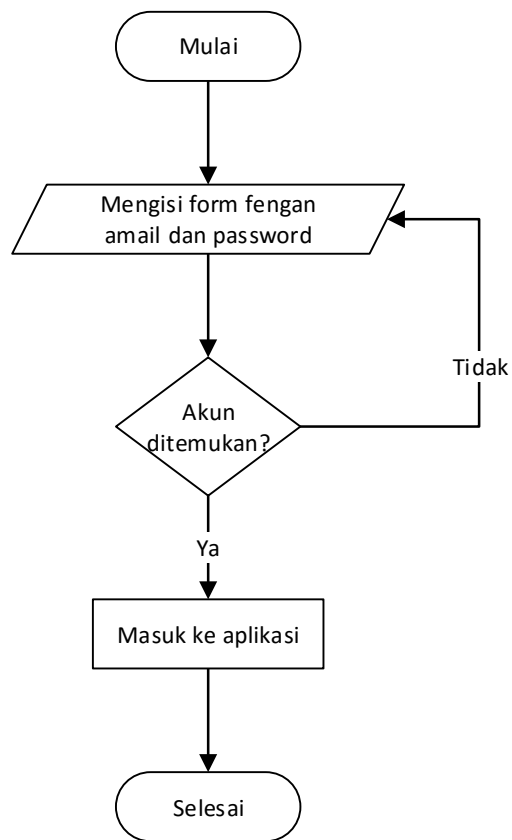 Mulai
Mengisi form fengan
amail dan password
Tidak
Akun
ditemukan?
Ya
Masuk ke aplikasi
Selesai